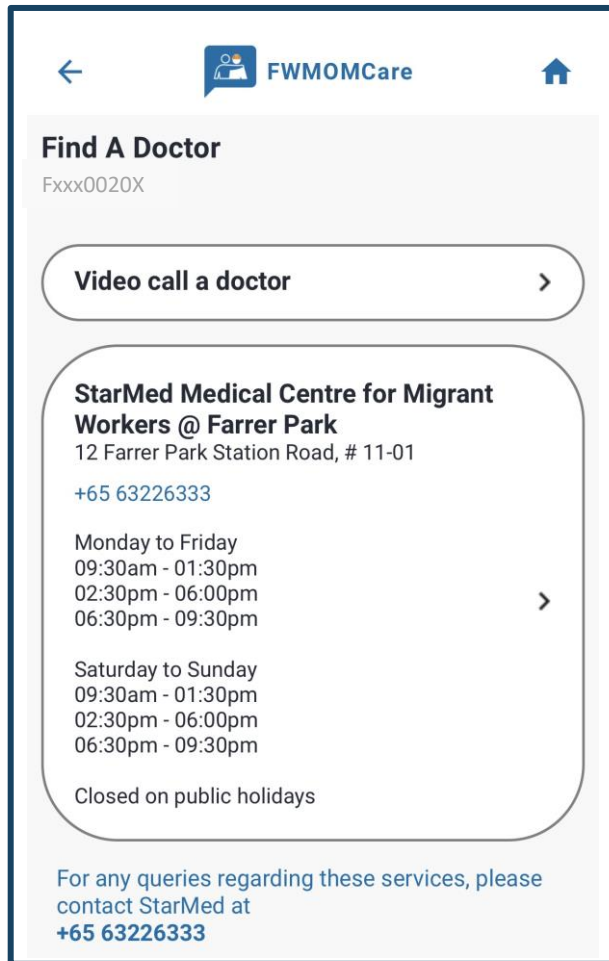 FWMOMCare
Find A Doctor
Fxxx0020X
Video call a doctor
StarMed Medical Centre for Migrant
Workers @ Farrer Park
12 Farrer Park Station Road, # 11-01
+65 63226333
Monday to Friday
09:30am - 01:30pm
02:30pm - 06:00pm
06:30pm - 09:30pm
Saturday to Sunday
09:30am - 01:30pm
02:30pm - 06:00pm
06:30pm - 09:30pm
Closed on public holidays
For any queries regarding these services, please
contact StarMed at
+65 63226333